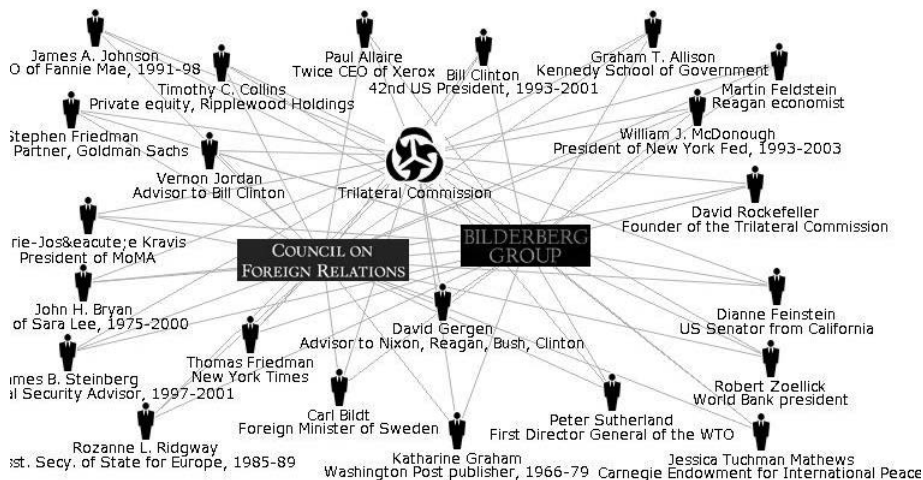 James A. Johnson
O of Fannie Mae, 1991-98
Timothy C. Collins
Private equity, Ripplewood Holdings
Paul Allaire
Twice CEO of Xerox
Bill Clinton
42nd US President, 1993-2001
Graham T. Allison
Kennedy School of Government
Martin Feldstein
Reagan economist
Stephen Friedman
Partner, Goldman Sachs
William J. McDonough
President of New York Fed, 1993-2003
Vernon Jordan
Advisor to Bill Clinton
Trilateral Commission
David Rockefeller
Founder of the Trilateral Commission
rie-Jos&eacute;e Kravis
President of MoMA
COUNCIL ON
FOREIGN RELATIONS
BILDERBERG
GROUP
John H. Bryan
of Sara Lee, 1975-2000
David Gergen
Advisor to Nixon, Reagan, Bush, Clinton,
Dianne Feinstein
US Senator from California
Thomas Friedman
New York Times
mes B. Steinberg
al Security Advisor, 1997-2001
Robert Zoellick
World Bank president
Carl Bildt
Foreign Minister of Sweden
Peter Sutherland
First Director General of the WTO
Rozanne L. Ridgway
sst. Secy. of State for Europe, 1985-89
Katharine Graham
Washington Post publisher, 1966-79
Jessica Tuchman Mathews
Carnegie Endowment for International Peace